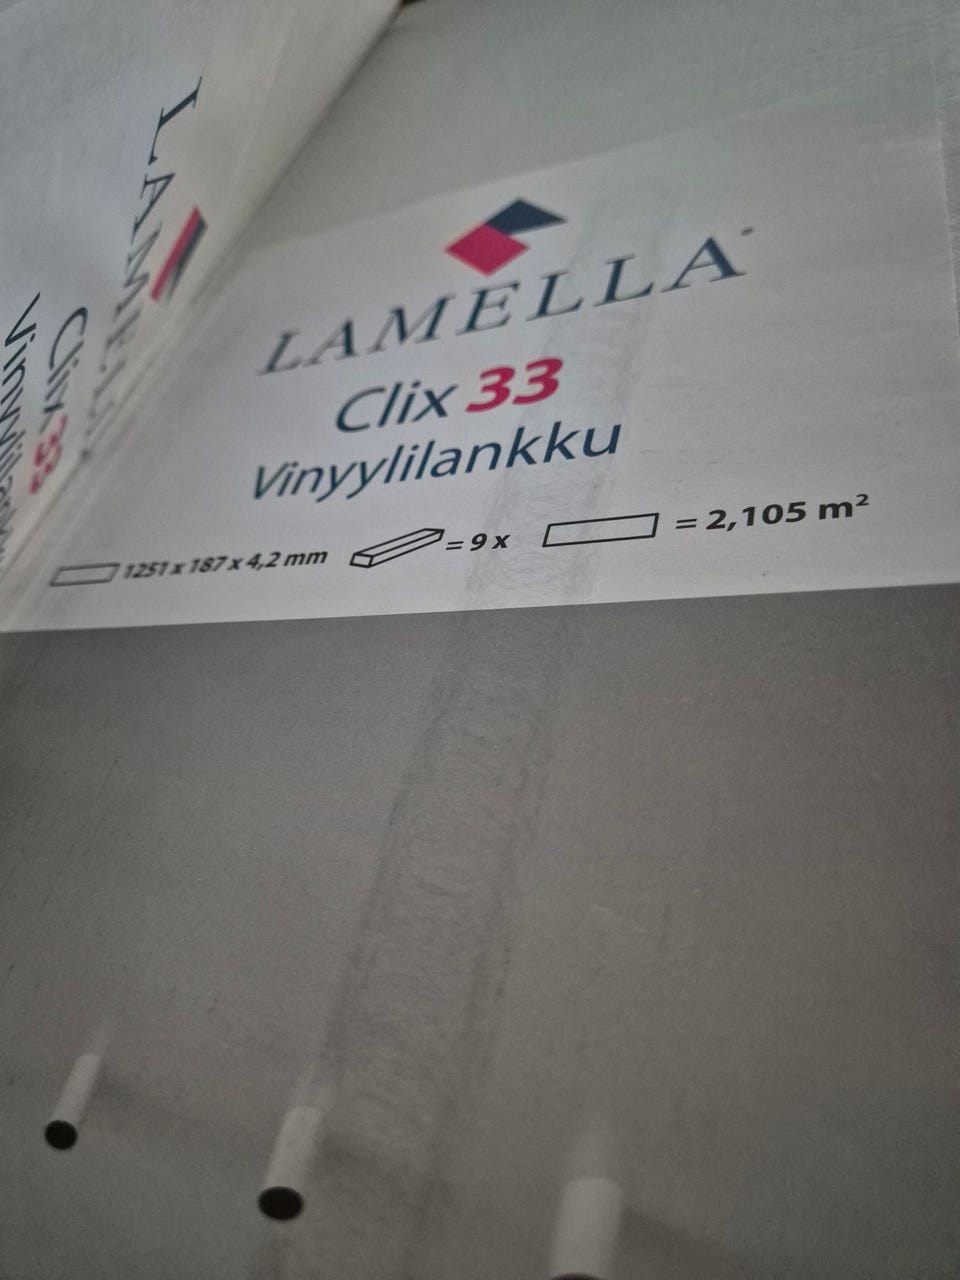 LAMELLA
Clix 33
Vinyylilankku
1251 x 187 x 4,2 mm = 9 x = 2,105 m²
LAMELLA
Clix 33